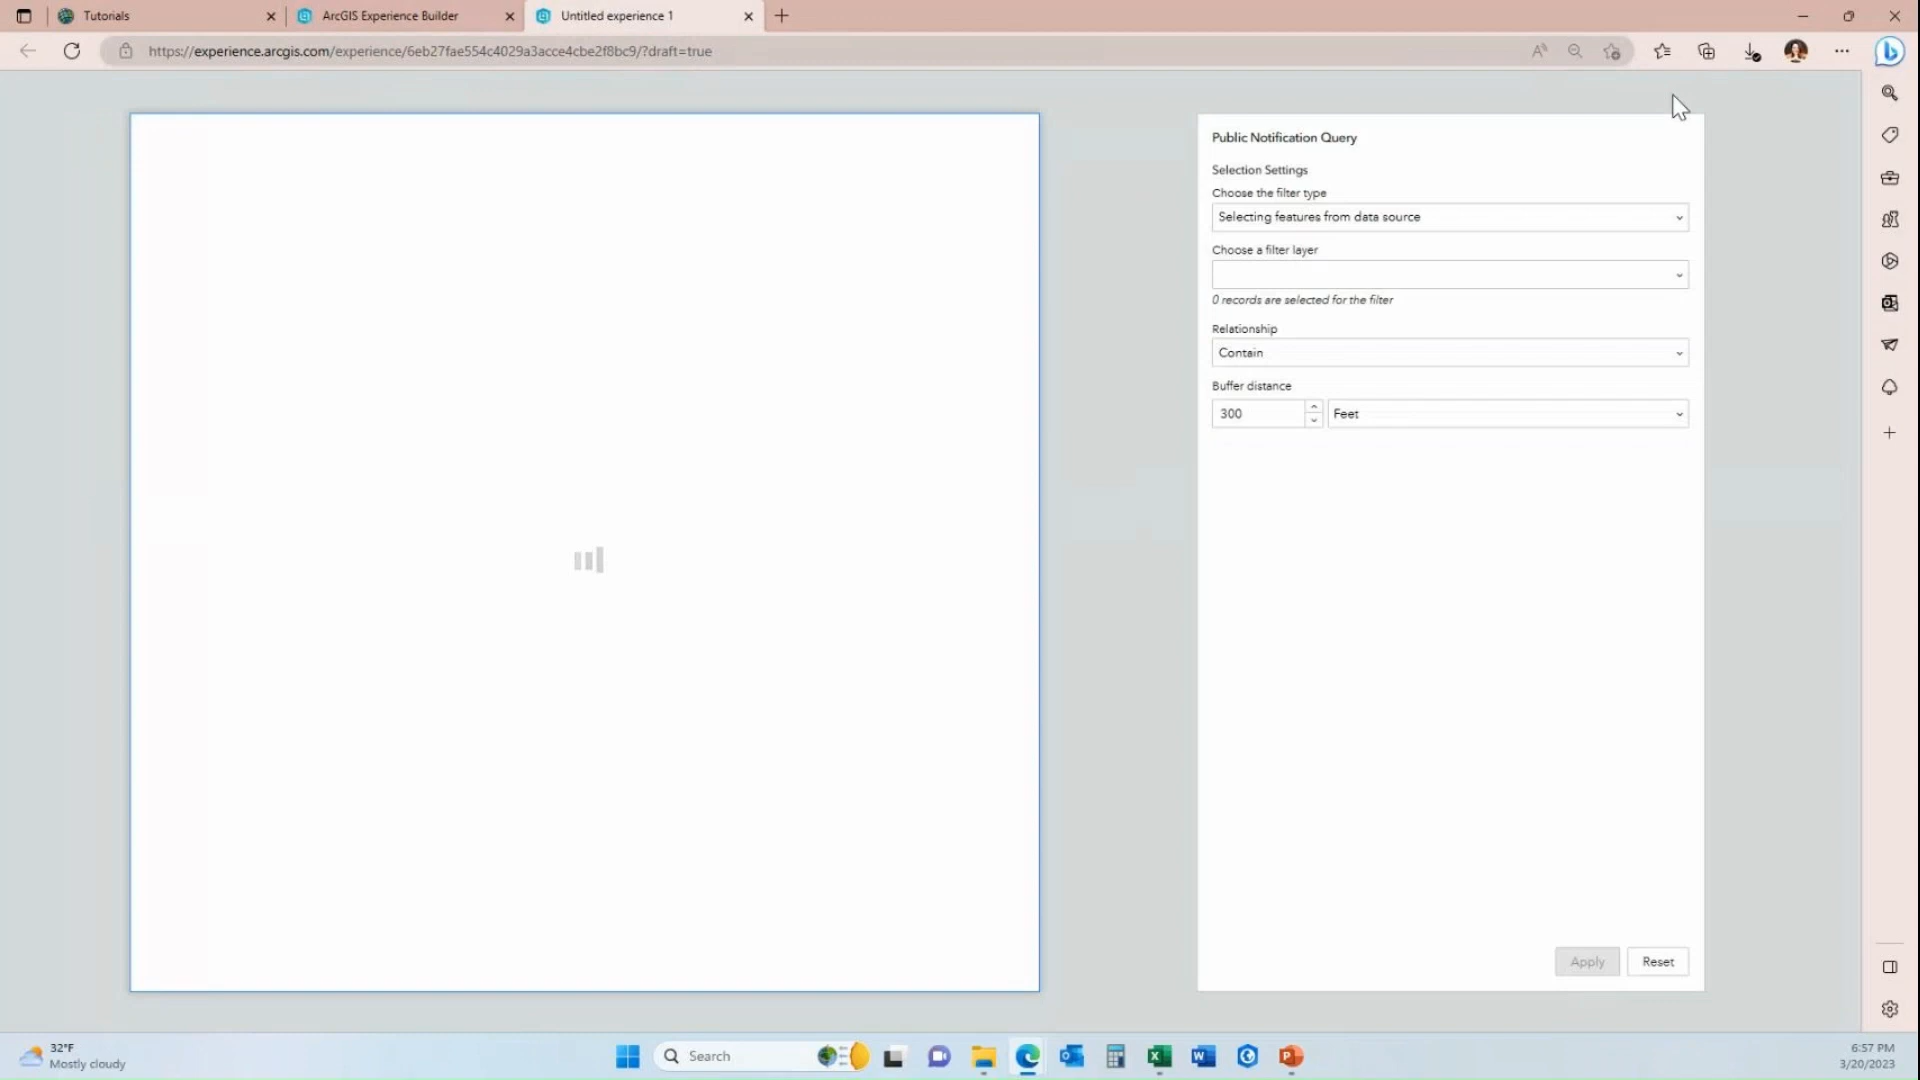 Tutorials
ArcGIS Experience Builder
Untitled experience 1
https://experience.arcgis.com/experience/6eb27fae554c4029a3acce4cbe2f8bc9/?draft=true
Public Notification Query
Selection Settings
Choose the filter type
Selecting features from data source
Choose a filter layer
0 records are selected for the filter
Relationship
Contain
Buffer distance
300 Feet
Apply Reset
32°F
Mostly cloudy
Search
6:57 PM
3/20/2023